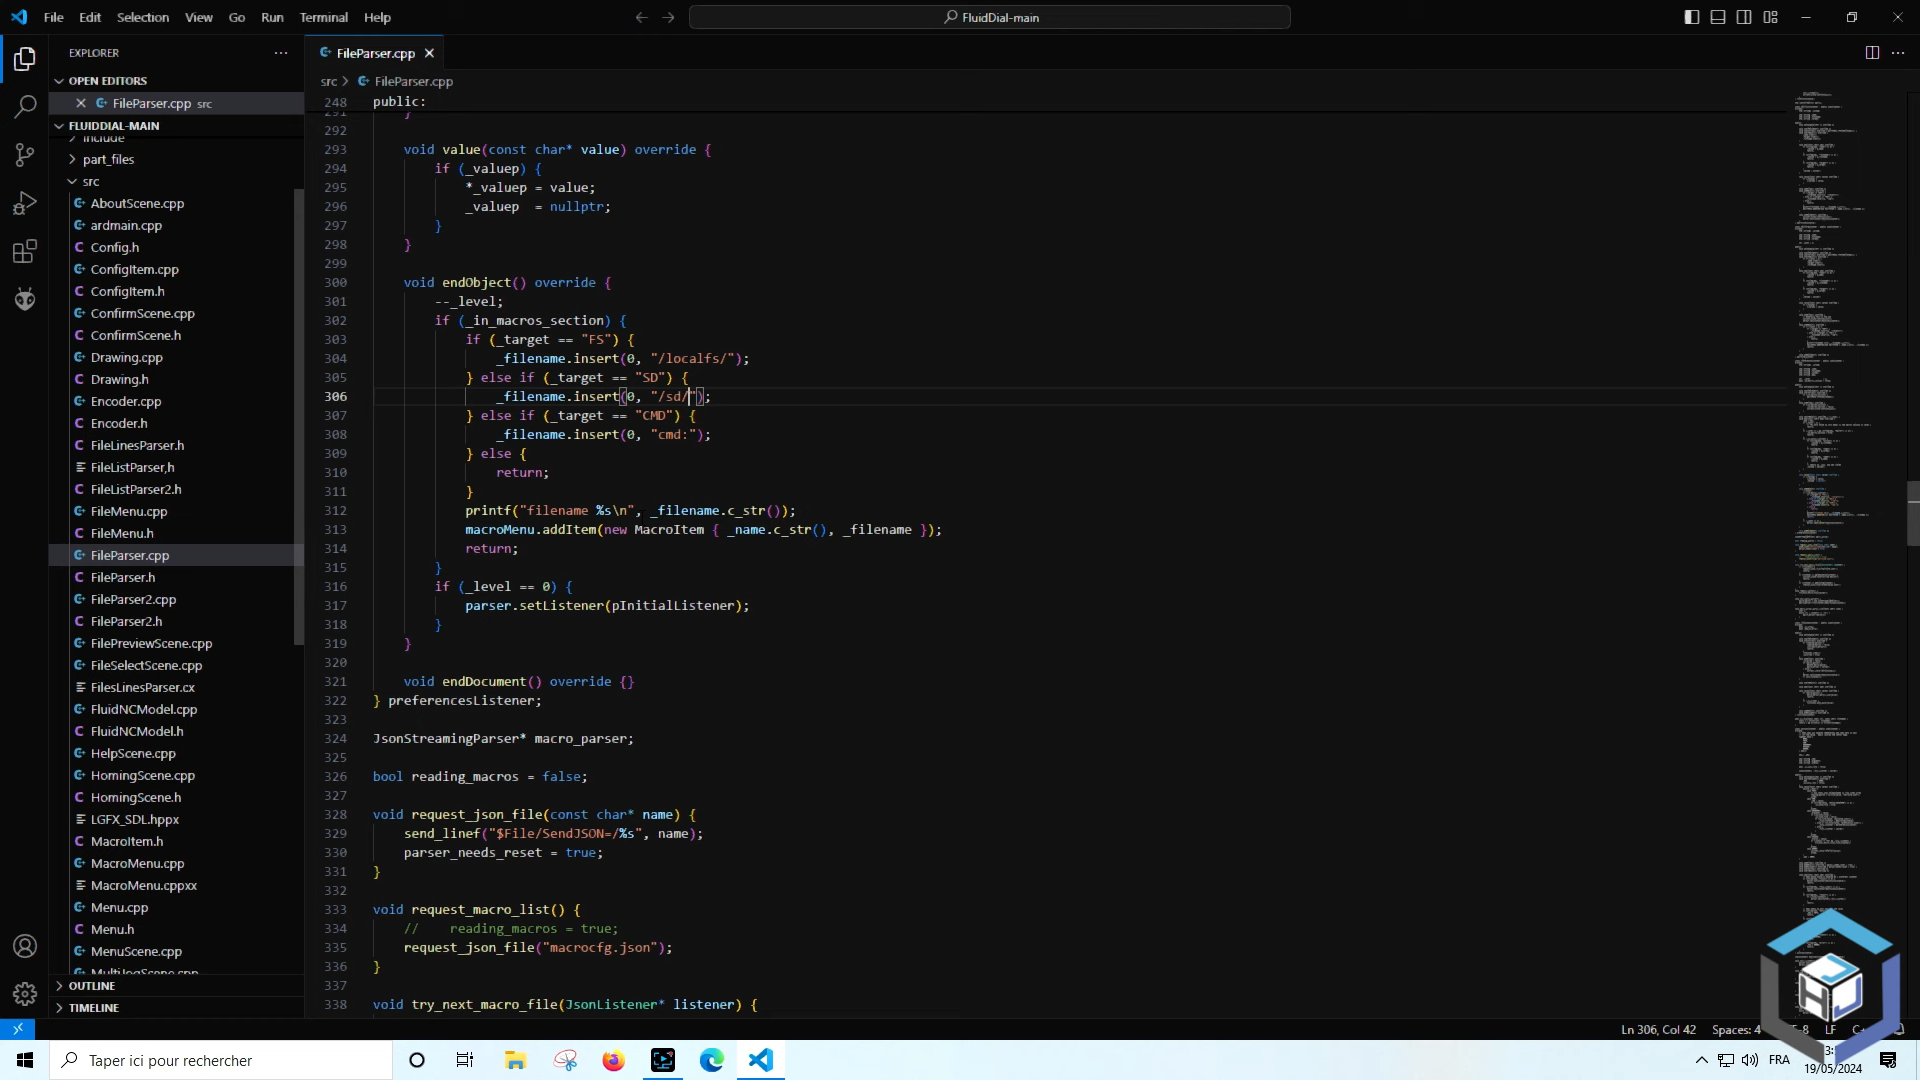 File Edit Selection View Go Run Terminal Help
FluidDial-main
EXPLORER
OPEN EDITORS
FileParser.cpp src
FLUIDDIAL-MAIN
include
part_files
src
AboutScene.cpp
ardmain.cpp
Config.h
ConfigItem.cpp
ConfigItem.h
ConfirmScene.cpp
ConfirmScene.h
Drawing.cpp
Drawing.h
Encoder.cpp
Encoder.h
FileLinesParser.h
FileListParser,h
FileListParser2.h
FileMenu.cpp
FileMenu.h
FileParser.cpp
FileParser.h
FileParser2.cpp
FileParser2.h
FilePreviewScene.cpp
FileSelectScene.cpp
FilesLinesParser.cx
FluidNCModel.cpp
FluidNCModel.h
HelpScene.cpp
HomingScene.cpp
HomingScene.h
LGFX_SDL.hppx
MacroItem.h
MacroMenu.cpp
MacroMenu.cppxx
Menu.cpp
Menu.h
MenuScene.cpp
MultiJogScene.cpp
OUTLINE
TIMELINE
FileParser.cpp
src > FileParser.cpp
248 public:
291 }
292
293 void value(const char* value) override {
294 if (_valuep) {
295 *_valuep = value;
296 _valuep  = nullptr;
297 }
298 }
299
300 void endObject() override {
301 --_level;
302 if (_in_macros_section) {
303 if (_target == "FS") {
304 _filename.insert(0, "/localfs/");
305 } else if (_target == "SD") {
306 _filename.insert(0, "/sd/");
307 } else if (_target == "CMD") {
308 _filename.insert(0, "cmd:");
309 } else {
310 return;
311 }
312 printf("filename %s\n", _filename.c_str());
313 macroMenu.addItem(new MacroItem { _name.c_str(), _filename });
314 return;
315 }
316 if (_level == 0) {
317 parser.setListener(pInitialListener);
318 }
319 }
320
321 void endDocument() override {}
322 } preferencesListener;
323
324 JsonStreamingParser* macro_parser;
325
326 bool reading_macros = false;
327
328 void request_json_file(const char* name) {
329 send_linef("$File/SendJSON=/%s", name);
330 parser_needs_reset = true;
331 }
332
333 void request_macro_list() {
334 //    reading_macros = true;
335 request_json_file("macrocfg.json");
336 }
337
338 void try_next_macro_file(JsonListener* listener) {
Ln 306, Col 42 Spaces: 4 LF
Taper ici pour rechercher
FRA
19/05/2024